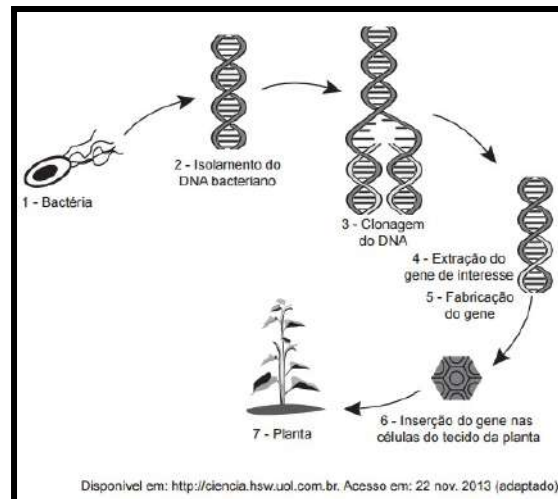 1 - Bactéria
2 - Isolamento do
DNA bacteriano
3 - Clonagem
do DNA
4 - Extração do
gene de interesse
5 - Fabricação
do gene
6 - Inserção do gene nas
células do tecido da planta
7 - Planta
Disponível em: http://ciencia.hsw.uol.com.br. Acesso em: 22 nov. 2013 (adaptado)